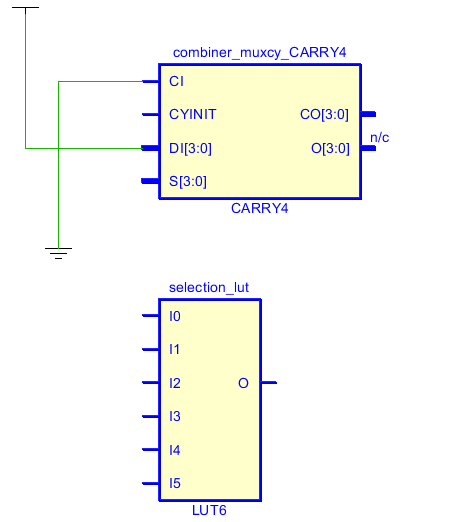 combiner_muxcy_CARRY4
CI
CYINIT
CO[3:0]
n/c
DI[3:0]
O[3:0]
S[3:0]
CARRY4
selection_lut
I0
I1
I2
O
I3
I4
I5
LUT6